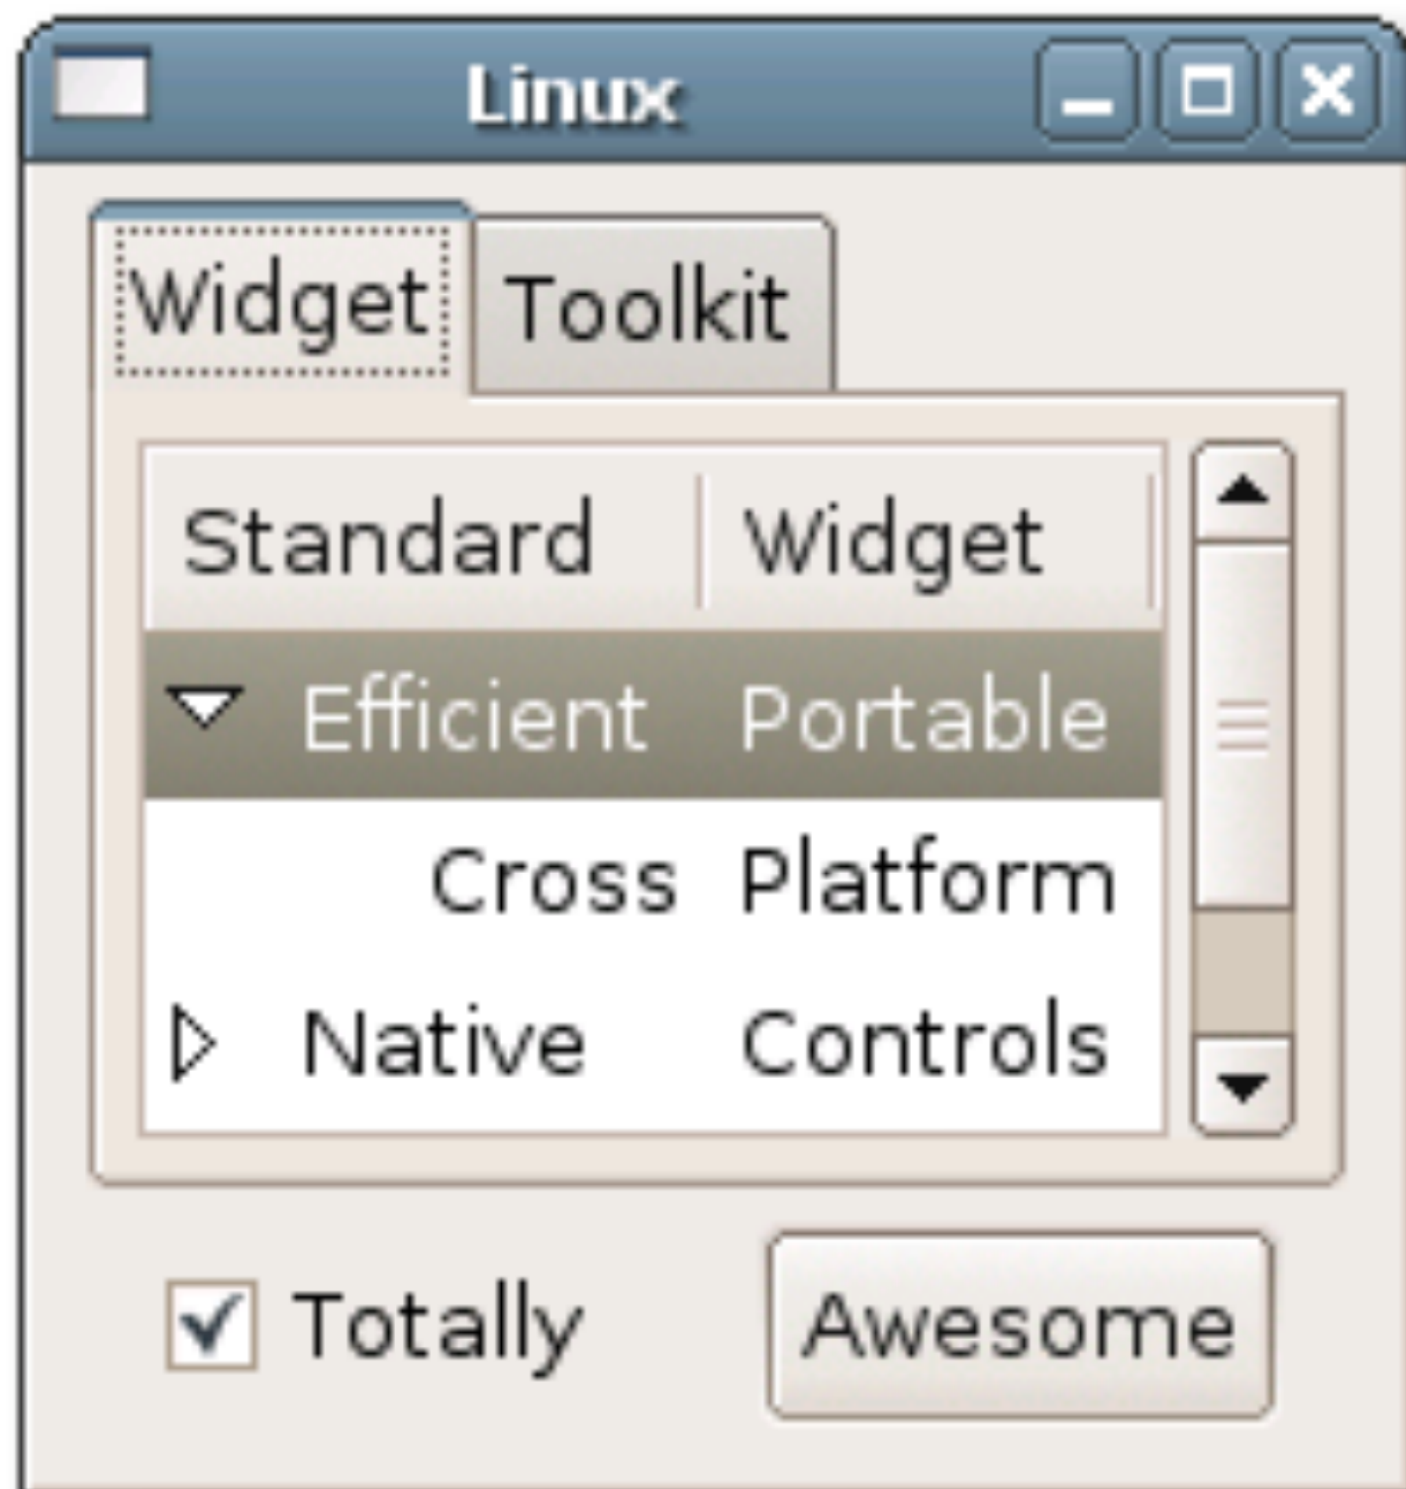 Linux
Widget Toolkit
Standard Widget
Efficient Portable
Cross Platform
Native Controls
Totally Awesome